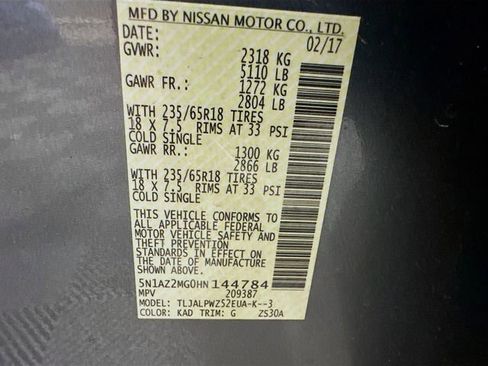 MFD BY NISSAN MOTOR CO., LTD.
DATE: 02/17
GVWR: 2318 KG
5110 LB
GAWR FR.: 1272 KG
2804 LB
WITH 235/65R18 TIRES
18 X 7.5 RIMS AT 33 PSI
COLD SINGLE
GAWR RR.: 1300 KG
2866 LB
WITH 235/65R18 TIRES
18 X 7.5 RIMS AT 33 PSI
COLD SINGLE
THIS VEHICLE CONFORMS TO
ALL APPLICABLE FEDERAL
MOTOR VEHICLE SAFETY AND
THEFT PREVENTION
STANDARDS IN EFFECT ON
THE DATE OF MANUFACTURE
SHOWN ABOVE.
5N1AZ2MG0HN 144784
MPV 209387
MODEL: TLJALPWZ52EUA-K--3
COLOR: KAD TRIM: G ZS30A